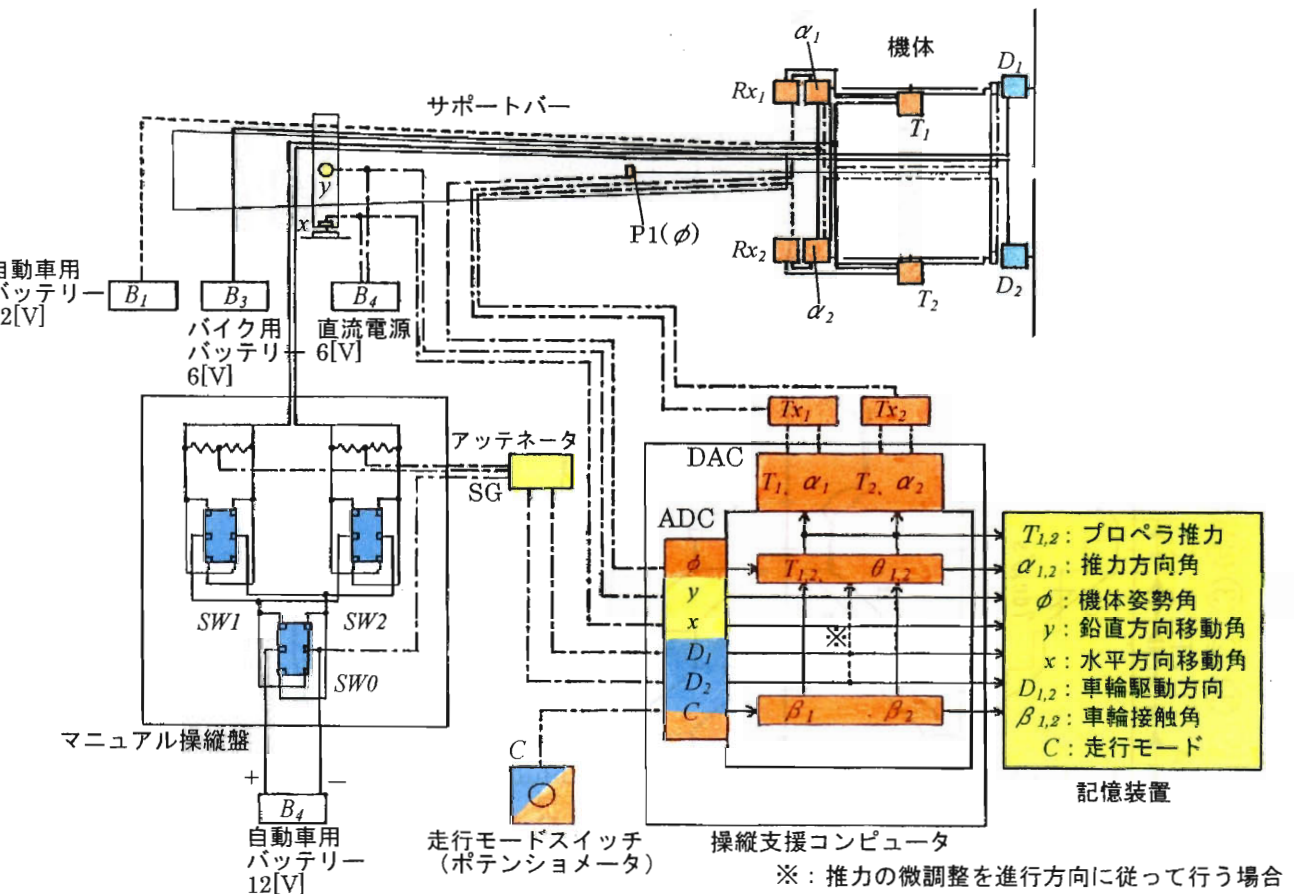 機体
α1
D1
Rx1
T1
サポートバー
y
x
P1(φ)
Rx2
α2
T2
D2
自動車用
バッテリー
2[V]
B1
B3
バイク用
バッテリー
6[V]
B4
直流電源
6[V]
アッテネータ
SG
SW1
SW2
SW0
マニュアル操縦盤
+
−
B4
自動車用
バッテリー
12[V]
C
走行モードスイッチ
(ポテンショメータ)
Tx1
Tx2
DAC
T1、α1 T2、α2
ADC
φ
y
x
D1
D2
C
T1,2、 θ1,2
※
β1 、β2
操縦支援コンピュータ
T1,2：プロペラ推力
α1,2：推力方向角
φ：機体姿勢角
y：鉛直方向移動角
x：水平方向移動角
D1,2：車輪駆動方向
β1,2：車輪接触角
C：走行モード
記憶装置
※：推力の微調整を進行方向に従って行う場合